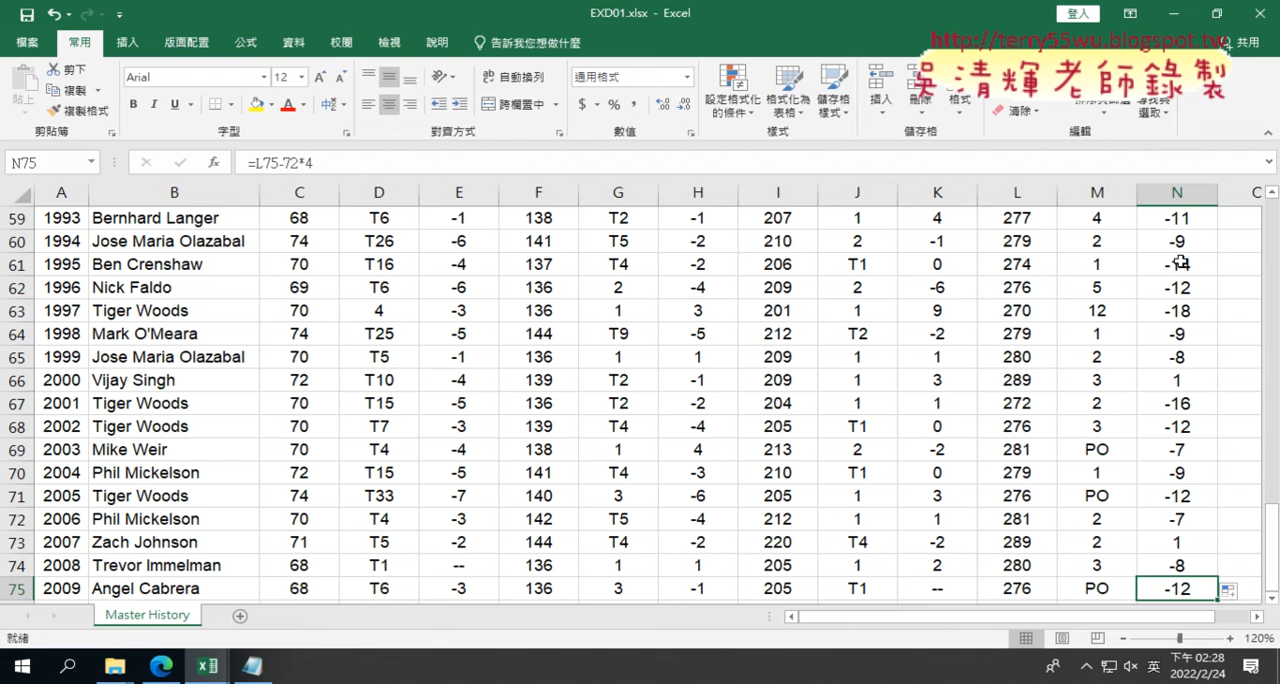 EXD01.xlsx - Excel
登入
檔案 常用 插入 版面配置 公式 資料 校閱 檢視 說明 告訴我您想做什麼 共用
http://terry55wu.blogspot.tw
吳清輝老師錄製
貼上 剪下 複製 複製格式 剪貼簿
Arial 12 A A B I U A 中 字型
自動換列 跨欄置中 對齊方式
通用格式 $ % 數值
設定格式化的條件 格式化為表格 儲存格樣式 樣式
插入 刪除 格式 儲存格
清除 選取 編輯
N75 fx =L75-72*4
A B C D E F G H I J K L M N
59 1993 Bernhard Langer 68 T6 -1 138 T2 -1 207 1 4 277 4 -11
60 1994 Jose Maria Olazabal 74 T26 -6 141 T5 -2 210 2 -1 279 2 -9
61 1995 Ben Crenshaw 70 T16 -4 137 T4 -2 206 T1 0 274 1 -14
62 1996 Nick Faldo 69 T6 -6 136 2 -4 209 2 -6 276 5 -12
63 1997 Tiger Woods 70 4 -3 136 1 3 201 1 9 270 12 -18
64 1998 Mark O'Meara 74 T25 -5 144 T9 -5 212 T2 -2 279 1 -9
65 1999 Jose Maria Olazabal 70 T5 -1 136 1 1 209 1 1 280 2 -8
66 2000 Vijay Singh 72 T10 -4 139 T2 -1 209 1 3 289 3 1
67 2001 Tiger Woods 70 T15 -5 136 T2 -2 204 1 1 272 2 -16
68 2002 Tiger Woods 70 T7 -3 139 T4 -4 205 T1 0 276 3 -12
69 2003 Mike Weir 70 T4 -4 138 1 4 213 2 -2 281 PO -7
70 2004 Phil Mickelson 72 T15 -5 141 T4 -3 210 T1 0 279 1 -9
71 2005 Tiger Woods 74 T33 -7 140 3 -6 205 1 3 276 PO -12
72 2006 Phil Mickelson 70 T4 -3 142 T5 -4 212 1 1 281 2 -7
73 2007 Zach Johnson 71 T5 -2 144 T4 -2 220 T4 -2 289 2 1
74 2008 Trevor Immelman 68 T1 -- 136 1 1 205 1 2 280 3 -8
75 2009 Angel Cabrera 68 T6 -3 136 3 -1 205 T1 -- 276 PO -12
Master History
就緒 120%
英 下午 02:28
2022/2/24